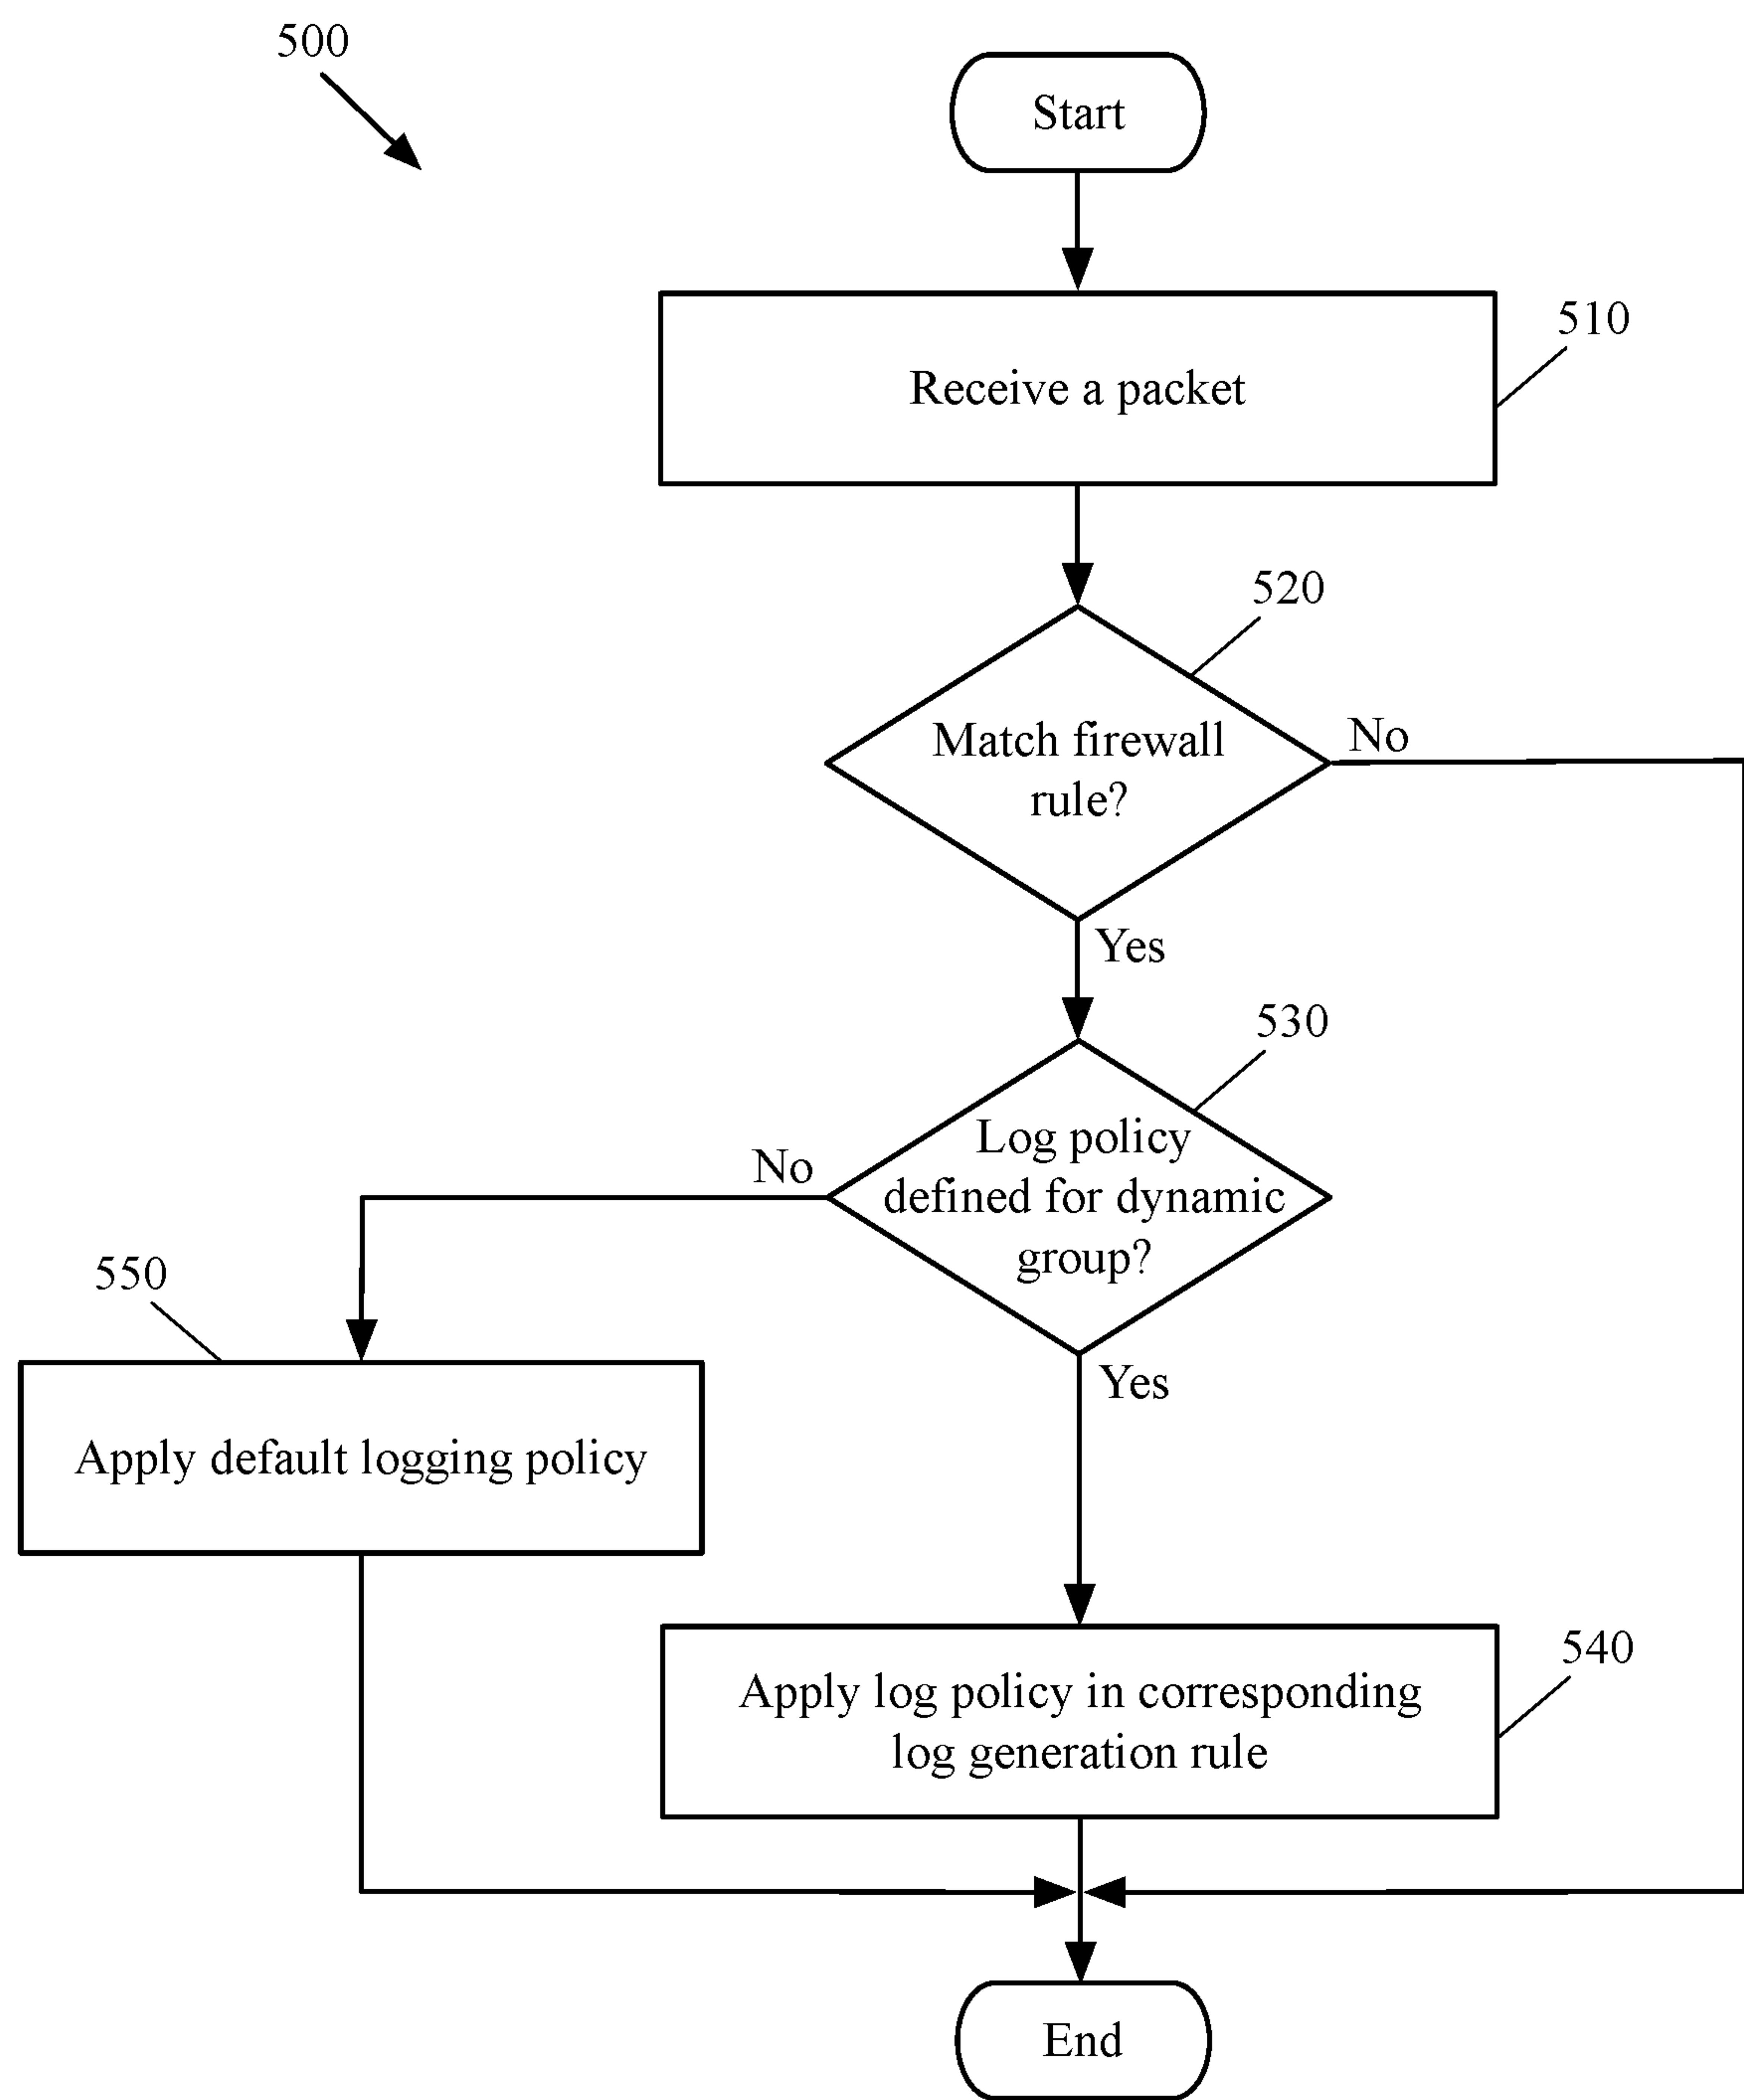 500
Start
510
Receive a packet
520
Match firewall
rule?
No
Yes
530
Log policy
defined for dynamic
group?
No
Yes
550
Apply default logging policy
540
Apply log policy in corresponding
log generation rule
End